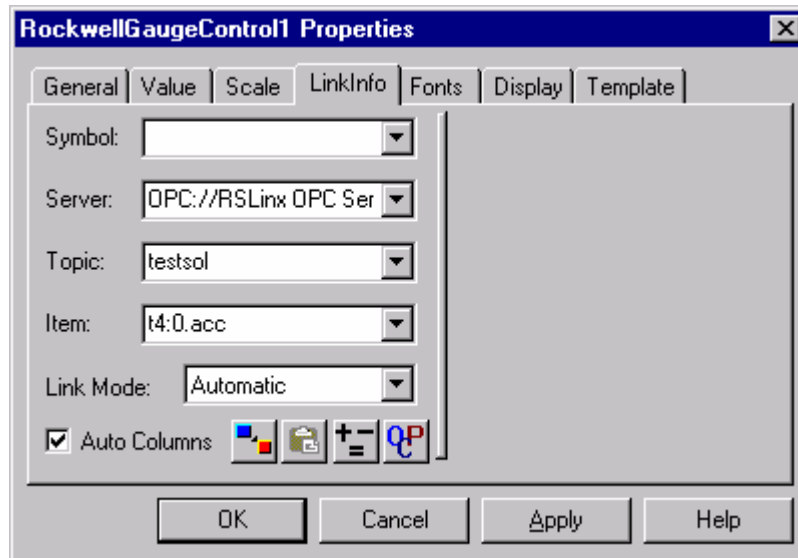 RockwellGaugeControl1 Properties
General Value Scale LinkInfo Fonts Display Template
Symbol:
Server: OPC://RSLinx OPC Ser
Topic: testsol
Item: t4:0.acc
Link Mode: Automatic
Auto Columns
OPC
OK Cancel Apply Help